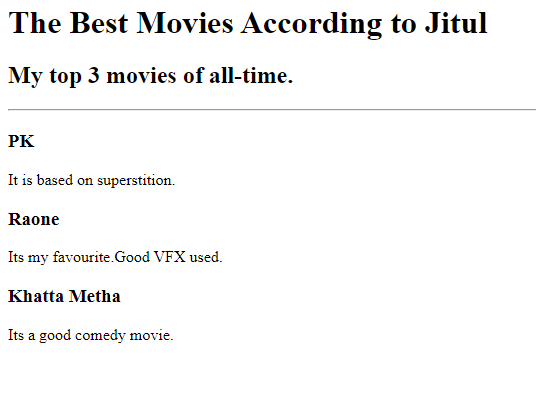 The Best Movies According to Jitul
My top 3 movies of all-time.
PK
It is based on superstition.
Raone
Its my favourite.Good VFX used.
Khatta Metha
Its a good comedy movie.